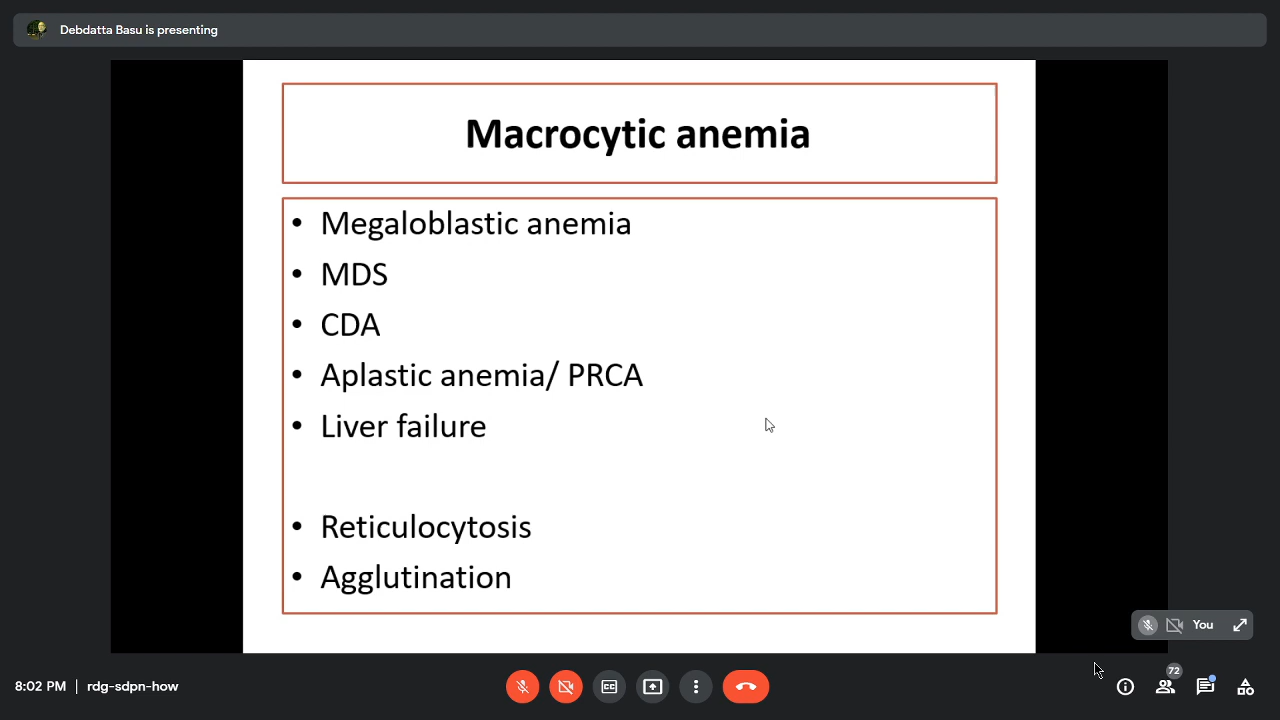 Debdatta Basu is presenting
Macrocytic anemia
• Megaloblastic anemia
• MDS
• CDA
• Aplastic anemia/ PRCA
• Liver failure
• Reticulocytosis
• Agglutination
You
8:02 PM | rdg-sdpn-how
CC
72